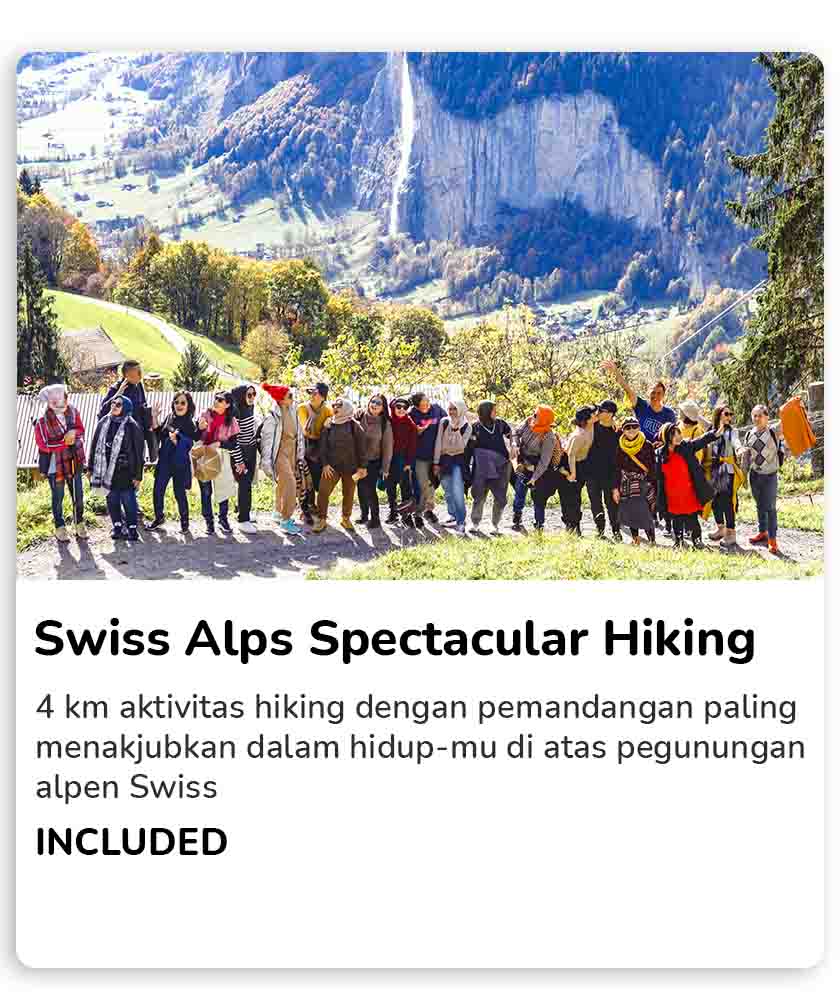 Swiss Alps Spectacular Hiking
4 km aktivitas hiking dengan pemandangan paling
menakjubkan dalam hidup-mu di atas pegunungan
alpen Swiss
INCLUDED